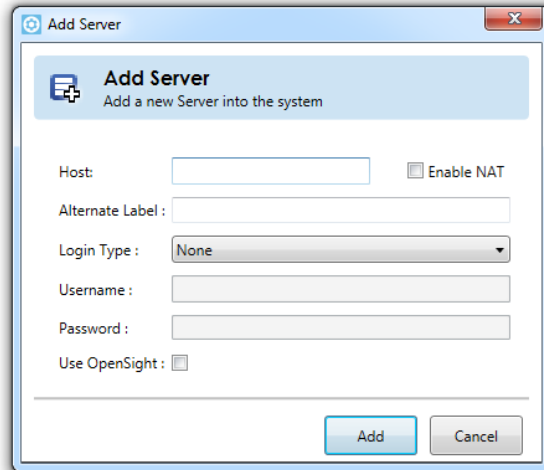 Add Server
Add Server
Add a new Server into the system
Host:
Enable NAT
Alternate Label :
Login Type : None
Username :
Password :
Use OpenSight :
Add Cancel